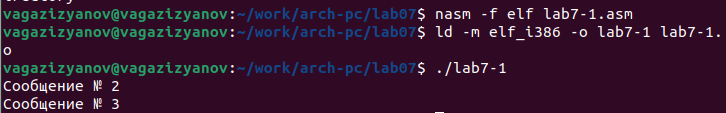 vagazizyanov@vagazizyanov:~/work/arch-pc/lab07$ nasm -f elf lab7-1.asm
vagazizyanov@vagazizyanov:~/work/arch-pc/lab07$ ld -m elf_i386 -o lab7-1 lab7-1.
o
vagazizyanov@vagazizyanov:~/work/arch-pc/lab07$ ./lab7-1
Сообщение № 2
Сообщение № 3